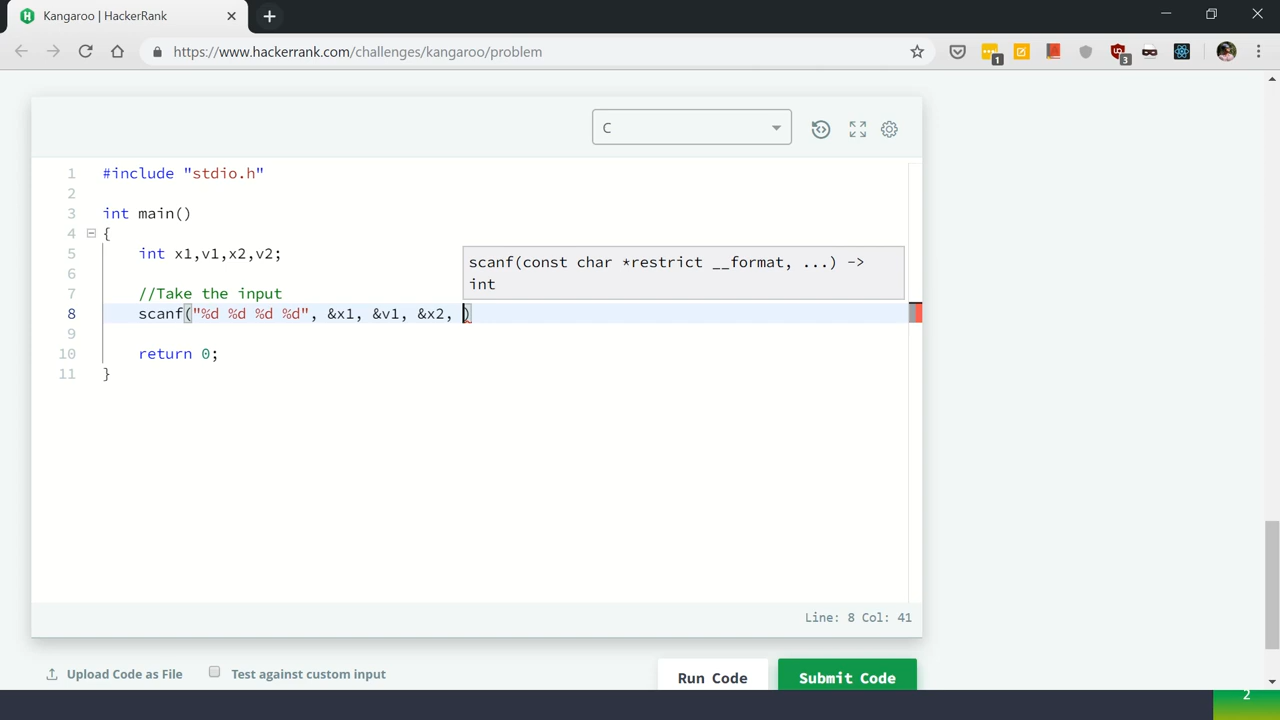 Kangaroo | HackerRank
https://www.hackerrank.com/challenges/kangaroo/problem
1
3
C
1 #include "stdio.h"
2
3 int main()
4 {
5 int x1,v1,x2,v2;
scanf(const char *restrict __format, ...) ->
int
6
7 //Take the input
8 scanf("%d %d %d %d", &x1, &v1, &x2, )
9
10 return 0;
11 }
Line: 8 Col: 41
Upload Code as File
Test against custom input
Run Code
Submit Code
2